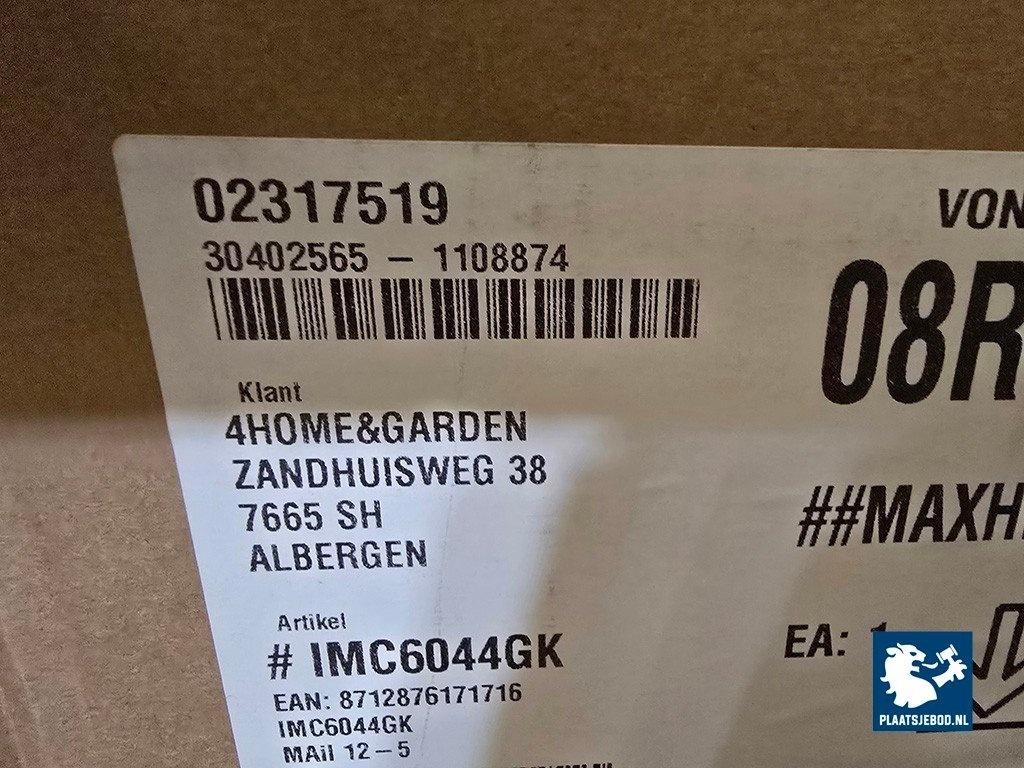 02317519
30402565 – 1108874
VON
08R
Klant
4HOME&GARDEN
ZANDHUISWEG 38
7665 SH
ALBERGEN
##MAXH
Artikel
# IMC6044GK
EA: 1
EAN: 8712876171716
IMC6044GK
MAil 12 – 5
PLAATSJEBOD.NL